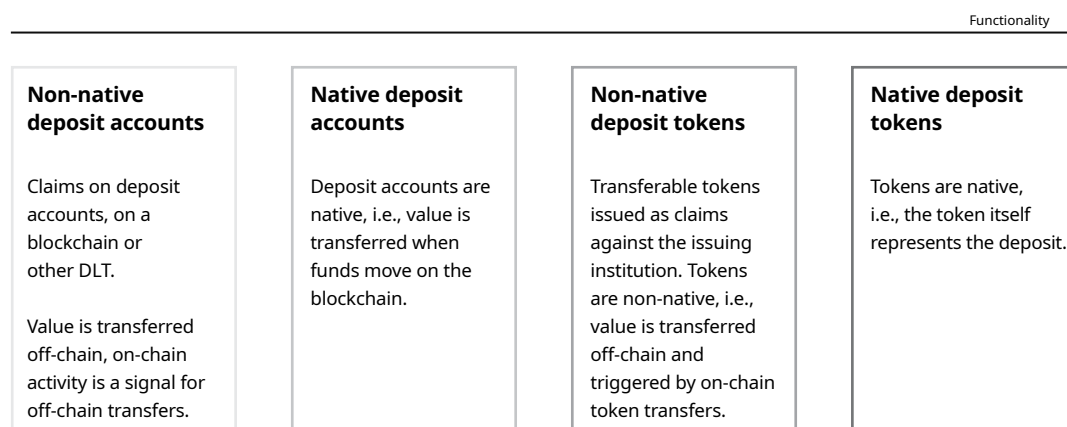 Functionality
Non-native
deposit accounts
Claims on deposit
accounts, on a
blockchain or
other DLT.
Value is transferred
off-chain, on-chain
activity is a signal for
off-chain transfers.
Native deposit
accounts
Deposit accounts are
native, i.e., value is
transferred when
funds move on the
blockchain.
Non-native
deposit tokens
Transferable tokens
issued as claims
against the issuing
institution. Tokens
are non-native, i.e.,
value is transferred
off-chain and
triggered by on-chain
token transfers.
Native deposit
tokens
Tokens are native,
i.e., the token itself
represents the deposit.